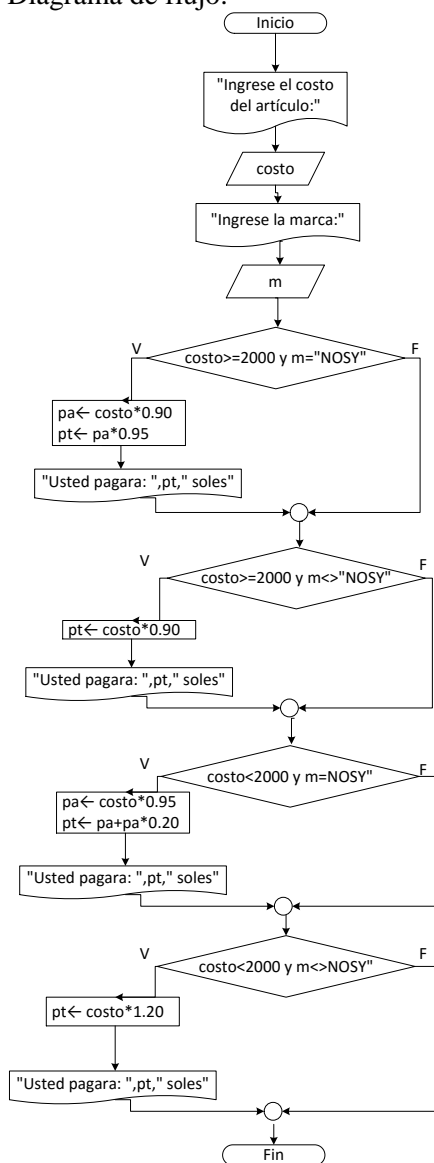 Diagrama de flujo:
Inicio
"Ingrese el costo
del artículo:"
costo
"Ingrese la marca:"
m
V
F
costo>=2000 y m="NOSY"
pa← costo*0.90
pt← pa*0.95
"Usted pagara: ",pt," soles"
V
F
costo>=2000 y m<>"NOSY"
pt← costo*0.90
"Usted pagara: ",pt," soles"
V
F
costo<2000 y m=NOSY"
pa← costo*0.95
pt← pa+pa*0.20
"Usted pagara: ",pt," soles"
V
F
costo<2000 y m<>NOSY"
pt← costo*1.20
"Usted pagara: ",pt," soles"
Fin